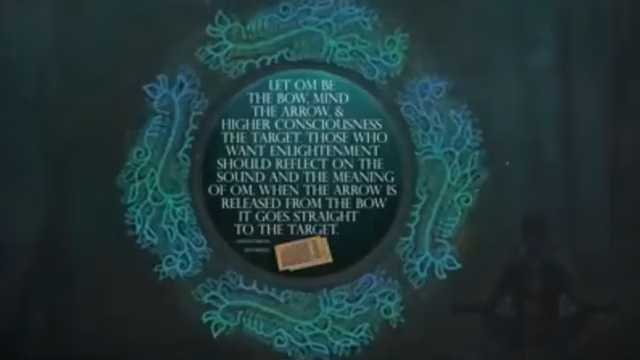 LET OM BE
THE BOW, MIND
THE ARROW, &
HIGHER CONSCIOUSNESS
THE TARGET. THOSE WHO
WANT ENLIGHTENMENT
SHOULD REFLECT ON THE
SOUND AND THE MEANING
OF OM. WHEN THE ARROW IS
RELEASED FROM THE BOW
IT GOES STRAIGHT
TO THE TARGET.